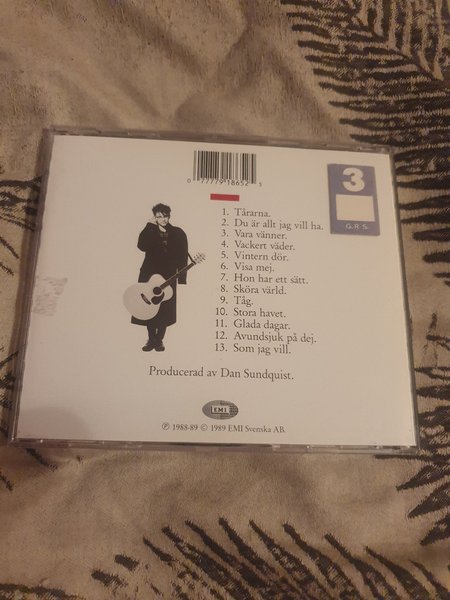 3
G.R.S.
0 77779 18652 5
1. Tårarna.
2. Du är allt jag vill ha.
3. Vara vänner.
4. Vackert väder.
5. Vintern dör.
6. Visa mej.
7. Hon har ett sätt.
8. Sköra värld.
9. Tåg.
10. Stora havet.
11. Glada dagar.
12. Avundsjuk på dej.
13. Som jag vill.
Producerad av Dan Sundquist.
EMI
℗ 1988-89 © 1989 EMI Svenska AB.